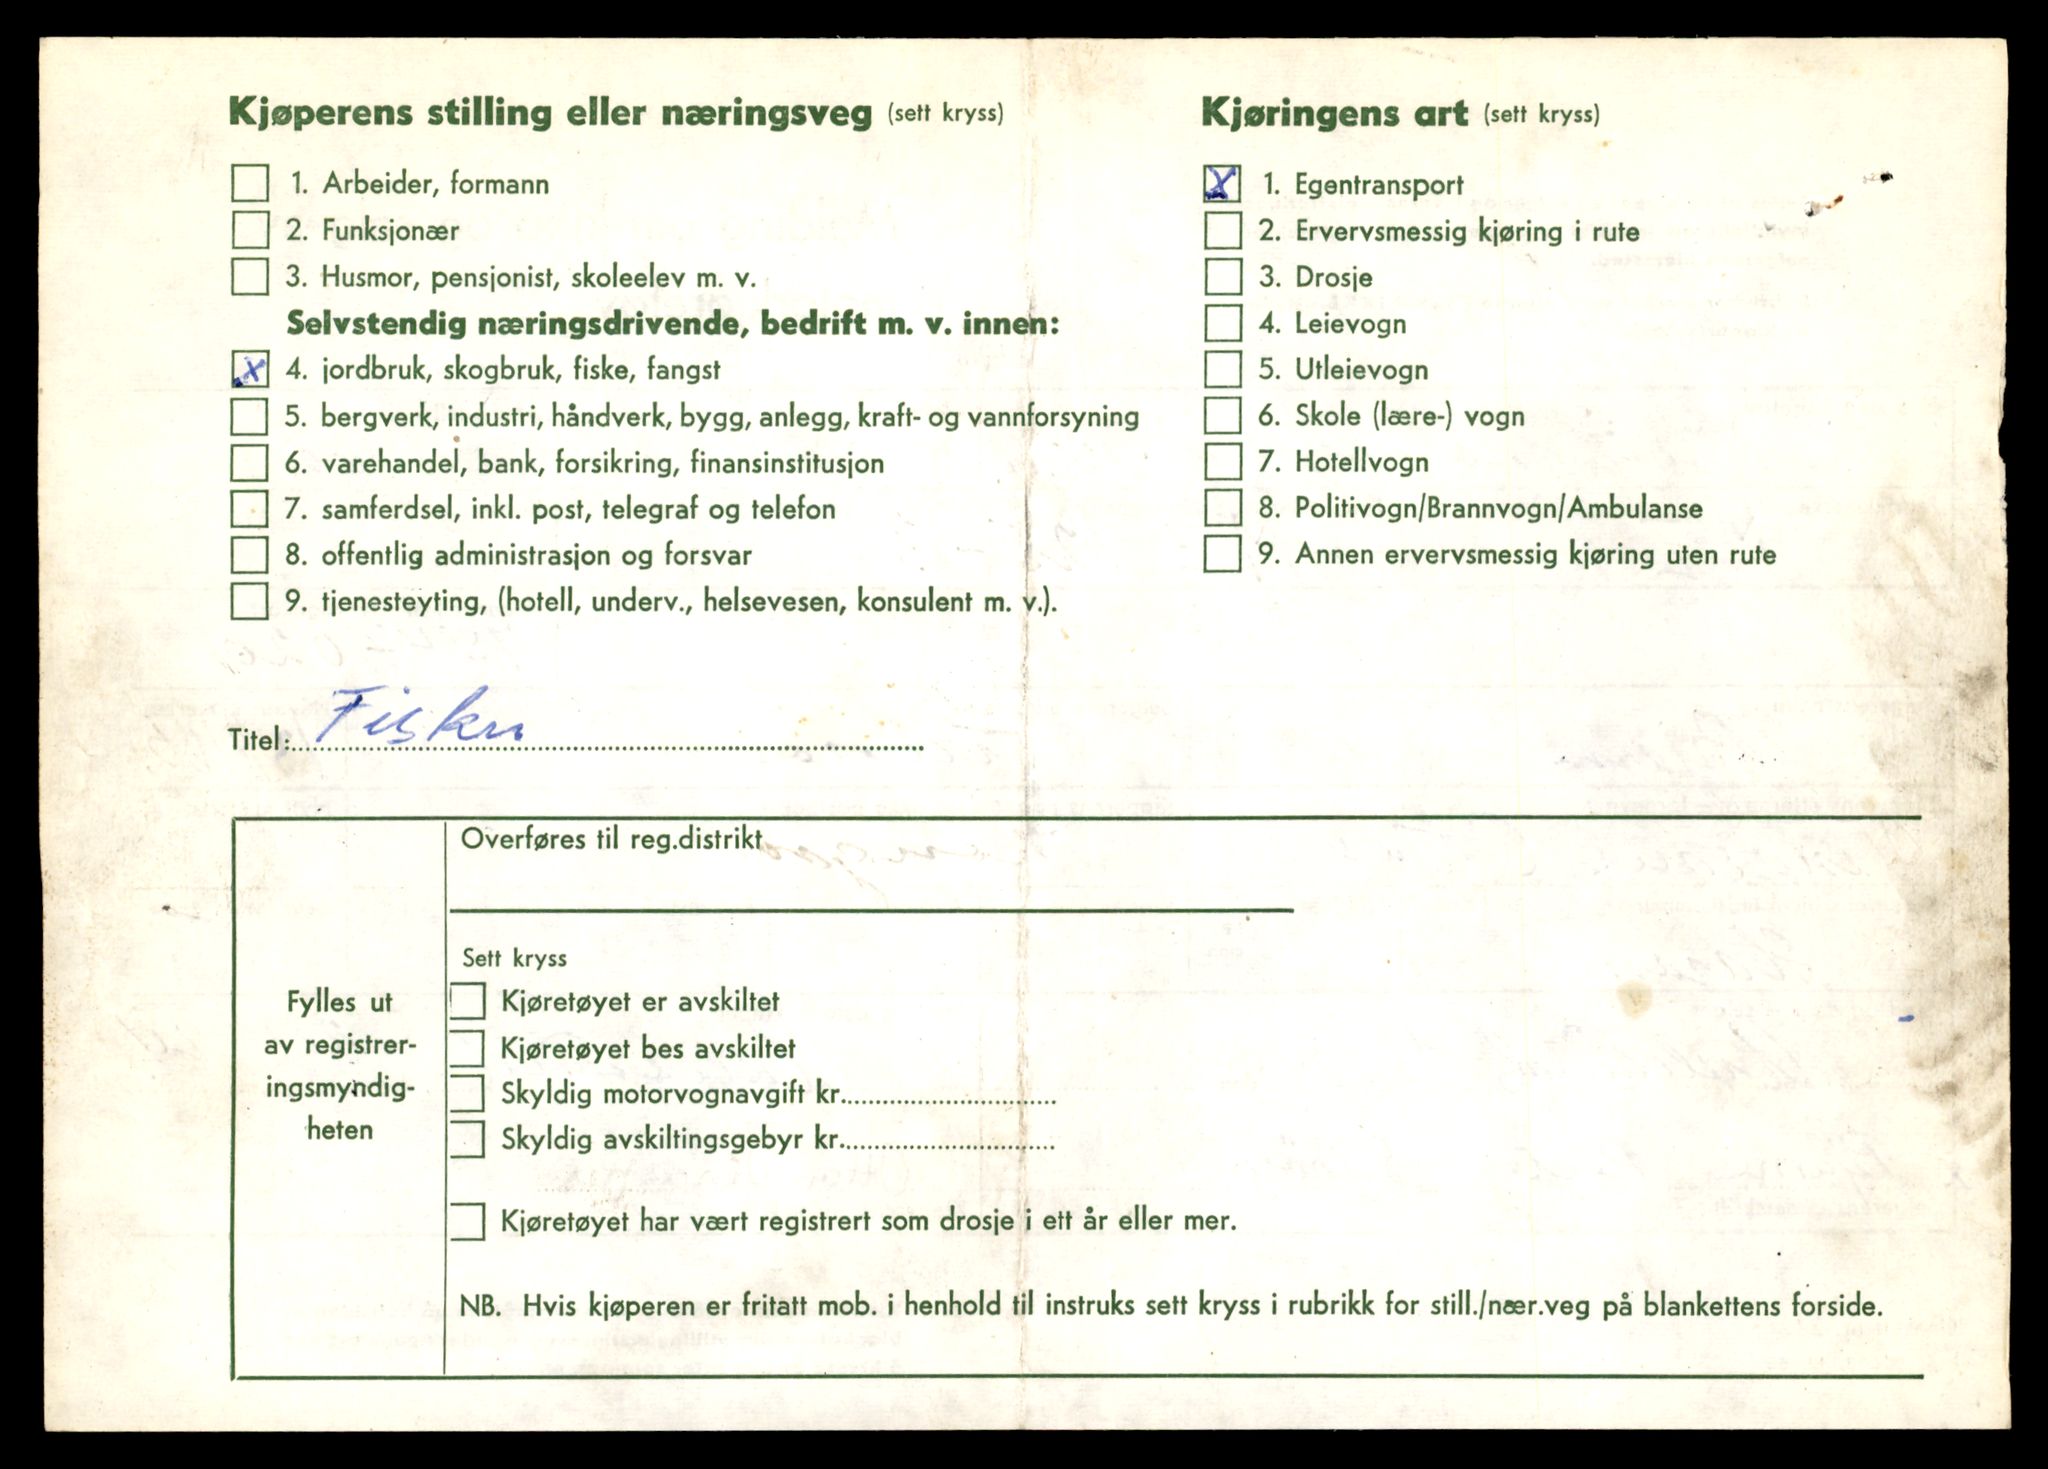 Kjøperens stilling eller næringsveg (sett kryss)
1. Arbeider, formann
2. Funksjonær
3. Husmor, pensjonist, skoleelev m. v.
Selvstendig næringsdrivende, bedrift m. v. innen:
X 4. jordbruk, skogbruk, fiske, fangst
5. bergverk, industri, håndverk, bygg, anlegg, kraft- og vannforsyning
6. varehandel, bank, forsikring, finansinstitusjon
7. samferdsel, inkl. post, telegraf og telefon
8. offentlig administrasjon og forsvar
9. tjenesteyting, (hotell, underv., helsevesen, konsulent m. v.).
Kjøringens art (sett kryss)
X 1. Egentransport
2. Ervervsmessig kjøring i rute
3. Drosje
4. Leievogn
5. Utleievogn
6. Skole (lære-) vogn
7. Hotellvogn
8. Politivogn/Brannvogn/Ambulanse
9. Annen ervervsmessig kjøring uten rute
Titel: Fisker
Fylles ut
av registrer-
ingsmyndig-
heten
Overføres til reg.distrikt
Sett kryss
Kjøretøyet er avskiltet
Kjøretøyet bes avskiltet
Skyldig motorvognavgift kr.
Skyldig avskiltingsgebyr kr.
Kjøretøyet har vært registrert som drosje i ett år eller mer.
NB. Hvis kjøperen er fritatt mob. i henhold til instruks sett kryss i rubrikk for still./nær.veg på blankettens forside.